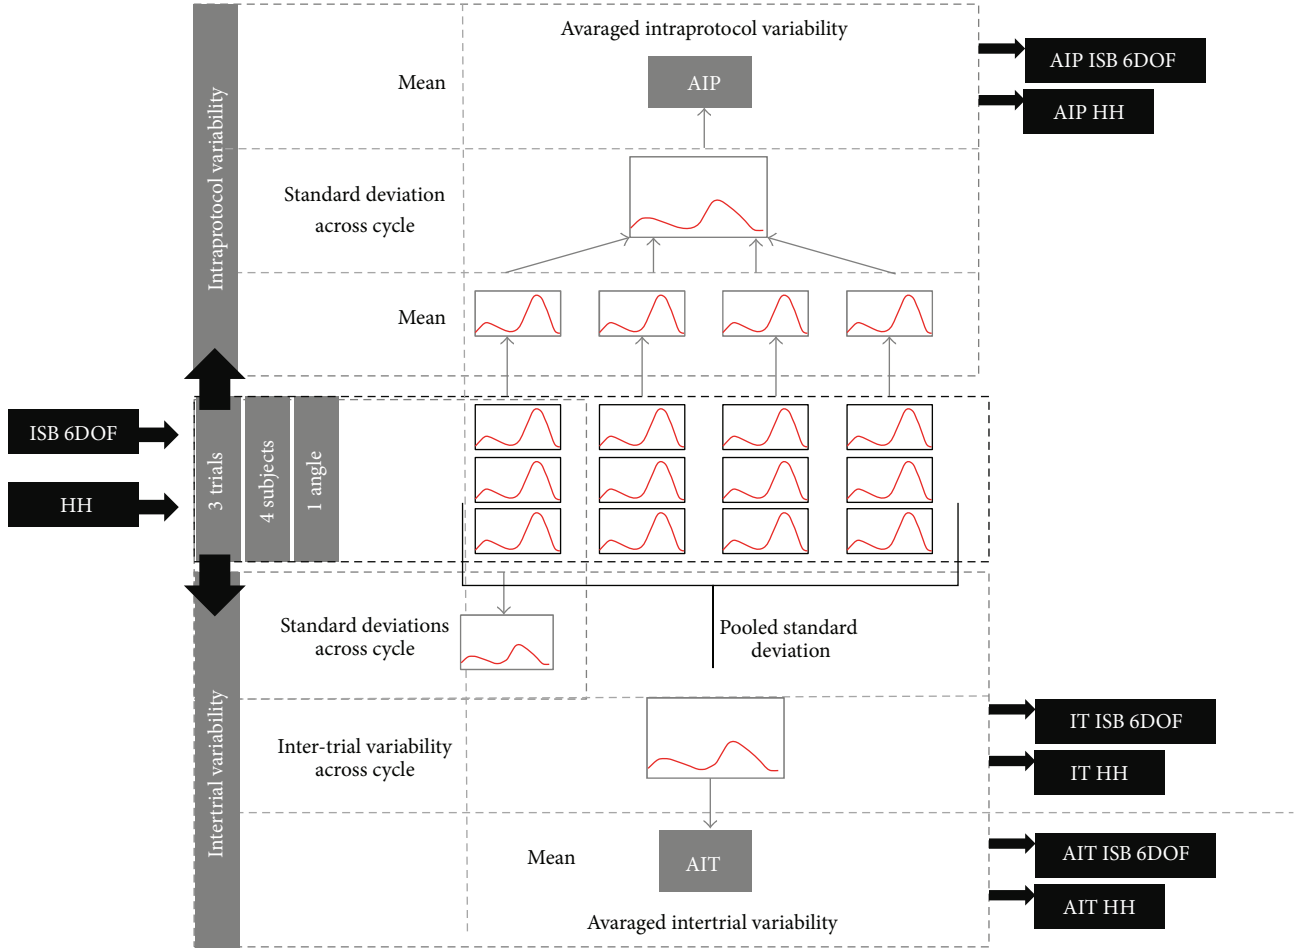 Avaraged intraprotocol variability
Mean
AIP
AIP ISB 6DOF
AIP HH
Intraprotocol variability
Standard deviation
across cycle
Mean
ISB 6DOF
HH
3 trials
4 subjects
1 angle
Standard deviations
across cycle
Pooled standard
deviation
Intertrial variability
Inter-trial variability
across cycle
IT ISB 6DOF
IT HH
Mean
AIT
AIT ISB 6DOF
AIT HH
Avaraged intertrial variability